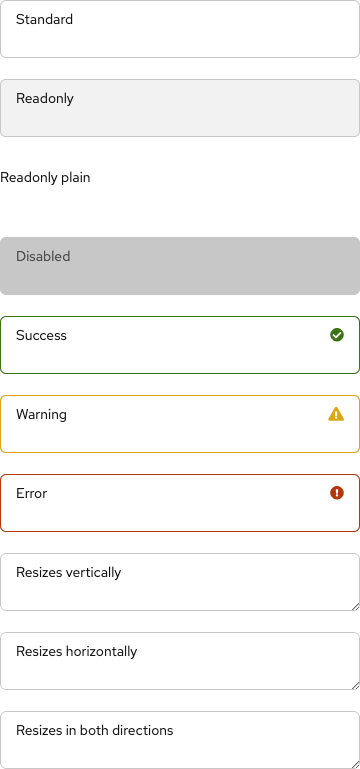 Standard
Readonly
Readonly plain
Disabled
Success
Warning
Error
Resizes vertically
Resizes horizontally
Resizes in both directions